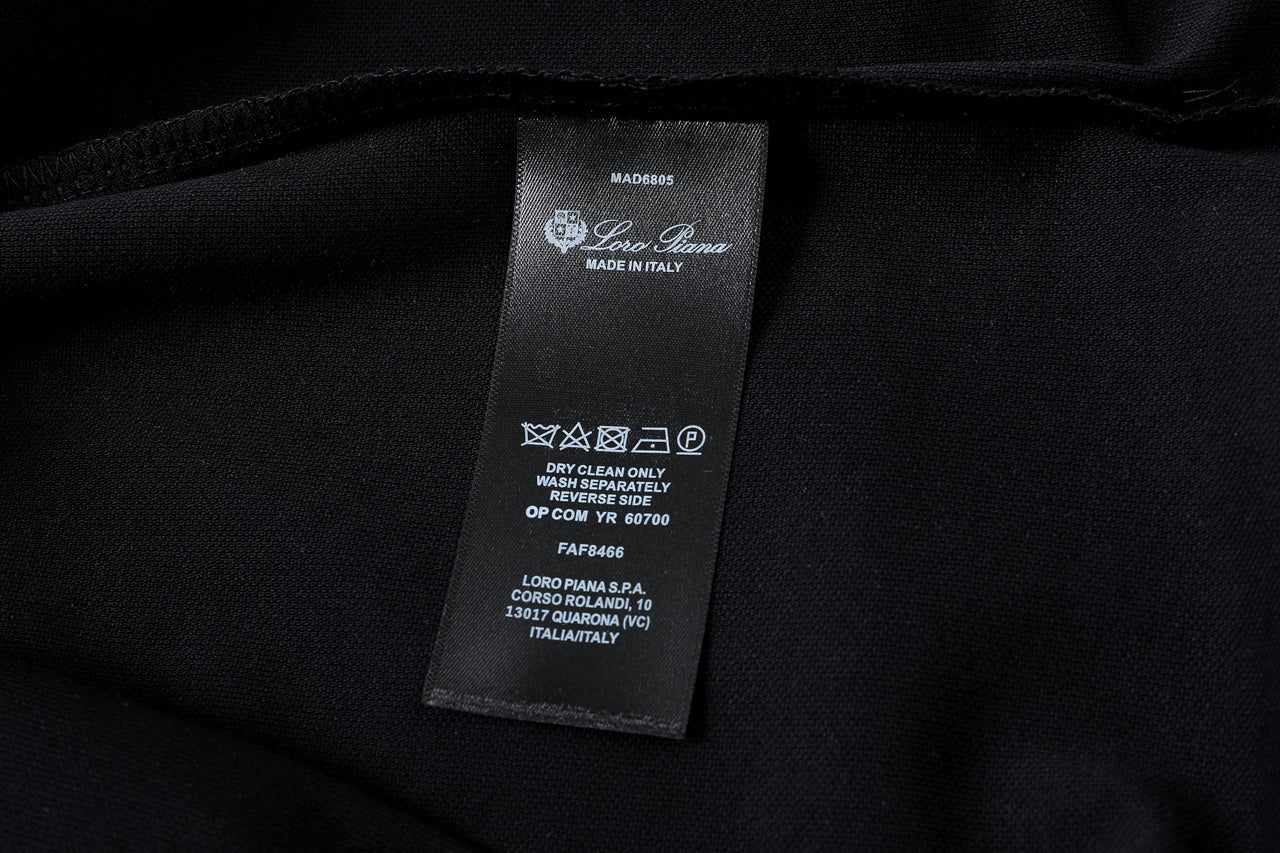 MAD6805
Loro Piana
MADE IN ITALY
P
DRY CLEAN ONLY
WASH SEPARATELY
REVERSE SIDE
OP COM YR 60700
FAF8466
LORO PIANA S.P.A.
CORSO ROLANDI, 10
13017 QUARONA (VC)
ITALIA/ITALY